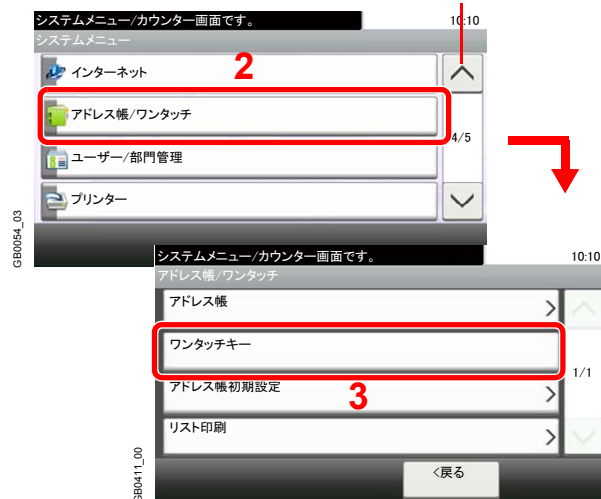 システムメニュー/カウンター画面です。
10:10
システムメニュー
インターネット
2
アドレス帳/ワンタッチ
4/5
ユーザー/部門管理
プリンター
GB0054_03
システムメニュー/カウンター画面です。
10:10
アドレス帳/ワンタッチ
アドレス帳
ワンタッチキー
1/1
アドレス帳初期設定
3
リスト印刷
<戻る
GB0411_00